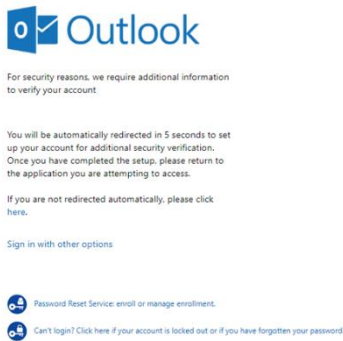 Outlook
For security reasons, we require additional information
to verify your account
You will be automatically redirected in 5 seconds to set
up your account for additional security verification.
Once you have completed the setup, please return to
the application you are attempting to access.
If you are not redirected automatically, please click
here.
Sign in with other options
Password Reset Service: enroll or manage enrollment.
Can't login? Click here if your account is locked out or if you have forgotten your password